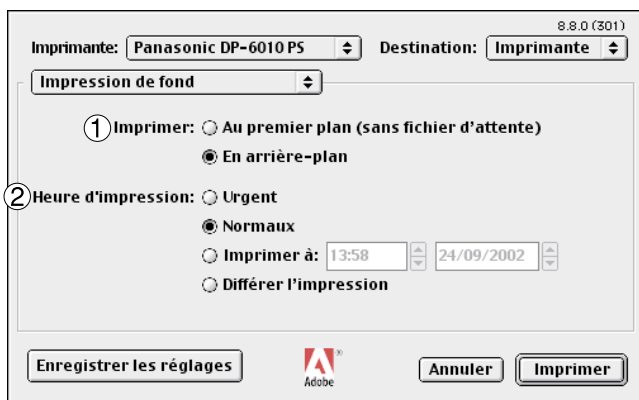 8.8.0 (301)
Imprimante: Panasonic DP-6010 PS Destination: Imprimante
Impression de fond
① Imprimer: Au premier plan (sans fichier d'attente)
En arrière-plan
② Heure d'impression: Urgent
Normaux
Imprimer à: 13:58 24/09/2002
Différer l'impression
Enregistrer les réglages Adobe® Annuler Imprimer